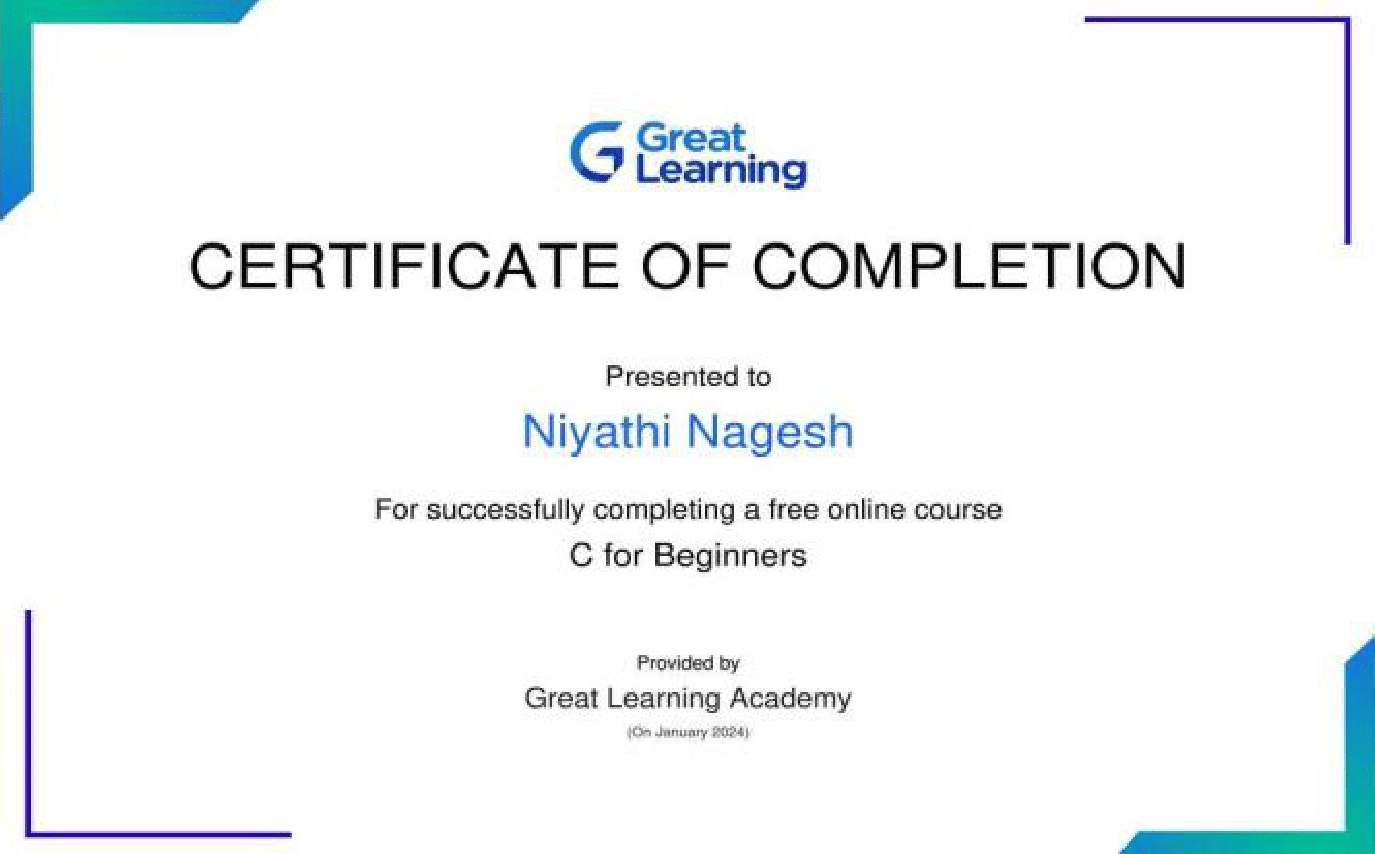 Great
Learning
CERTIFICATE OF COMPLETION
Presented to
Niyathi Nagesh
For successfully completing a free online course
C for Beginners
Provided by
Great Learning Academy
(On January 2024)